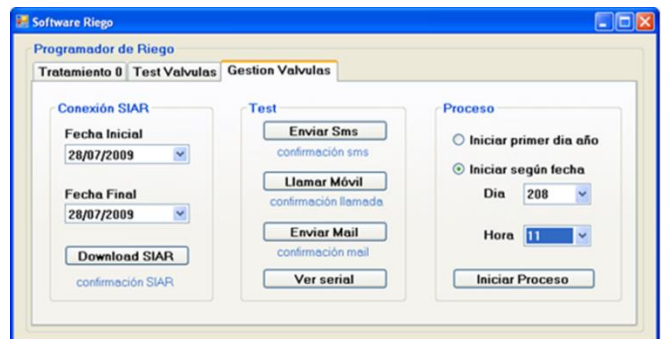 Software Riego
Programador de Riego
Tratamiento 0 Test Valvulas Gestion Valvulas
Conexión SIAR
Fecha Inicial
28/07/2009
Fecha Final
28/07/2009
Download SIAR
confirmación SIAR
Test
Enviar Sms
confirmación sms
Llamar Móvil
confirmación llamada
Enviar Mail
confirmación mail
Ver serial
Proceso
Iniciar primer dia año
Iniciar según fecha
Dia 208
Hora 11
Iniciar Proceso